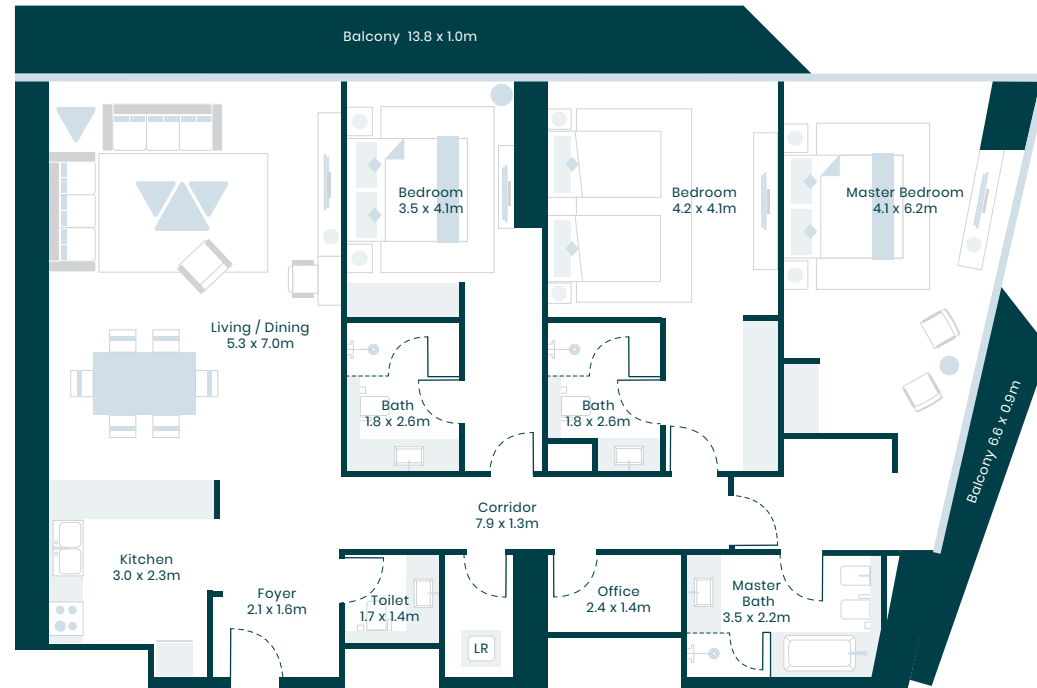 Balcony 13.8 x 1.0m
Bedroom
3.5 x 4.1m
Bedroom
4.2 x 4.1m
Master Bedroom
4.1 x 6.2m
Living / Dining
5.3 x 7.0m
Bath
1.8 x 2.6m
Bath
1.8 x 2.6m
Balcony 6.6 x 0.9m
Corridor
7.9 x 1.3m
Kitchen
3.0 x 2.3m
Foyer
2.1 x 1.6m
Toilet
1.7 x 1.4m
LR
Office
2.4 x 1.4m
Master
Bath
3.5 x 2.2m